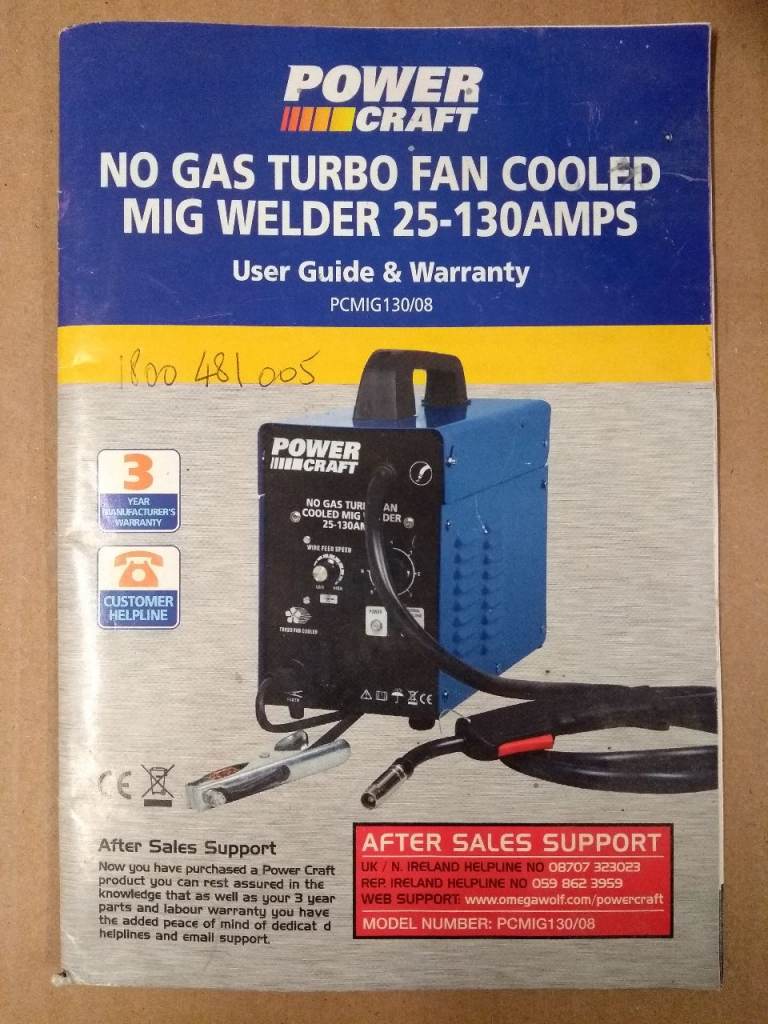 POWER
CRAFT
NO GAS TURBO FAN COOLED
MIG WELDER 25-130AMPS
User Guide & Warranty
PCMIG130/08
1800 481 005
POWER
CRAFT
NO GAS TURB FAN
COOLED MIG WELDER
25-130AM
WIRE FEED SPEED
TURBO FAN COOLED
POWER
CE
3
YEAR
MANUFACTURER'S
WARRANTY
CUSTOMER
HELPLINE
CE
After Sales Support
Now you have purchased a Power Craft
product you can rest assured in the
knowledge that as well as your 3 year
parts and labour warranty you have
the added peace of mind of dedicat d
helplines and email support.
AFTER SALES SUPPORT
UK / N. IRELAND HELPLINE NO 08707 323023
REP. IRELAND HELPLINE NO 059 862 3959
WEB SUPPORT: www.omegawolf.com/powercraft
MODEL NUMBER: PCMIG130/08